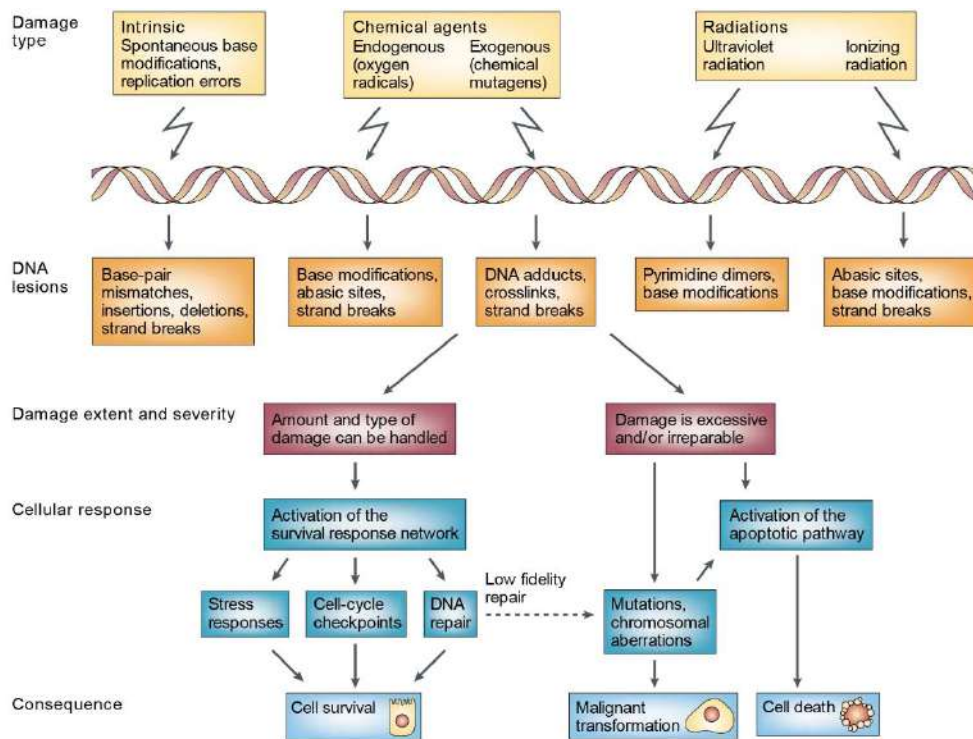 Damage
type
Intrinsic
Spontaneous base
modifications,
replication errors
Chemical agents
Endogenous
(oxygen
radicals)
Exogenous
(chemical
mutagens)
Radiations
Ultraviolet
radiation
Ionizing
radiation
DNA
lesions
Base-pair
mismatches,
insertions, deletions,
strand breaks
Base modifications,
abasic sites,
strand breaks
DNA adducts,
crosslinks,
strand breaks
Pyrimidine dimers,
base modifications
Abasic sites,
base modifications,
strand breaks
Damage extent and severity
Amount and type of
damage can be handled
Damage is excessive
and/or irreparable
Cellular response
Activation of the
survival response network
Activation of the
apoptotic pathway
Stress
responses
Cell-cycle
checkpoints
DNA
repair
Low fidelity
repair
Mutations,
chromosomal
aberrations
Consequence
Cell survival
Malignant
transformation
Cell death